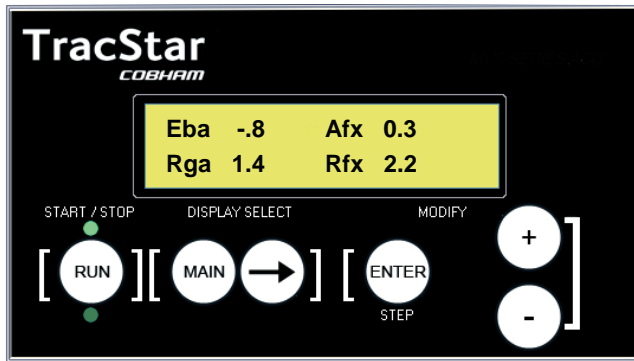 TracStar
COBHAM
Eba -.8 Afx 0.3
Rga 1.4 Rfx 2.2
START / STOP DISPLAY SELECT MODIFY
RUN MAIN ENTER + -
STEP